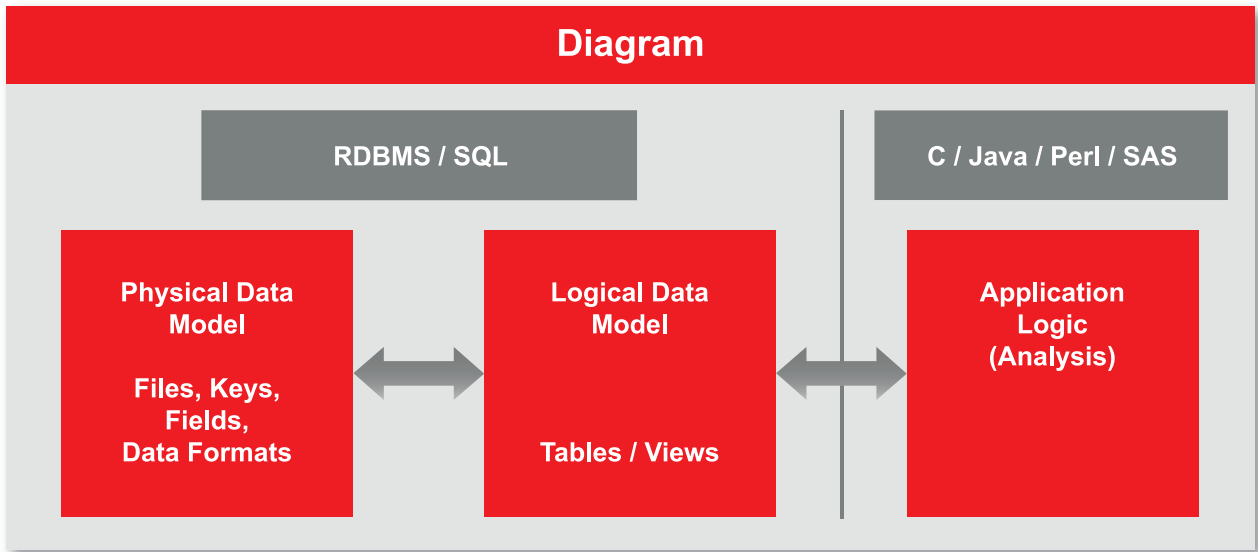 Diagram
RDBMS / SQL
C / Java / Perl / SAS
Physical Data
Model
Files, Keys,
Fields,
Data Formats
Logical Data
Model
Tables / Views
Application
Logic
(Analysis)